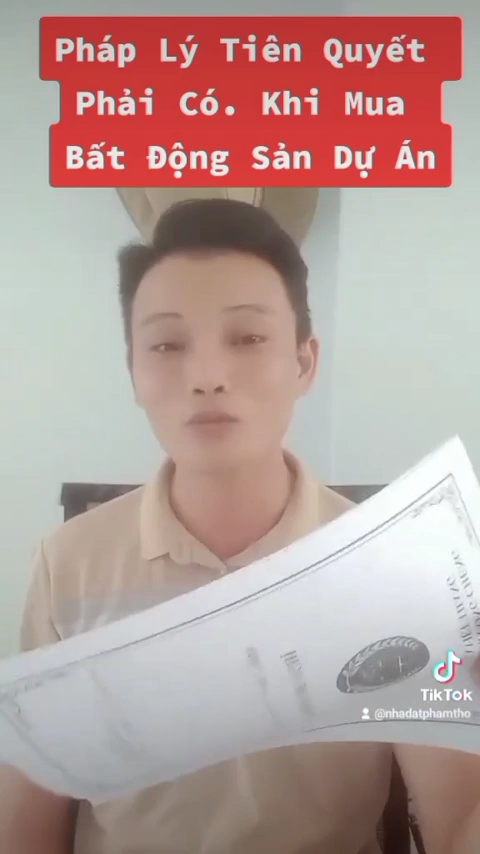 Pháp Lý Tiên Quyết
Phải Có. Khi Mua
Bất Động Sản Dự Án
TikTok
@nhadatphamtho